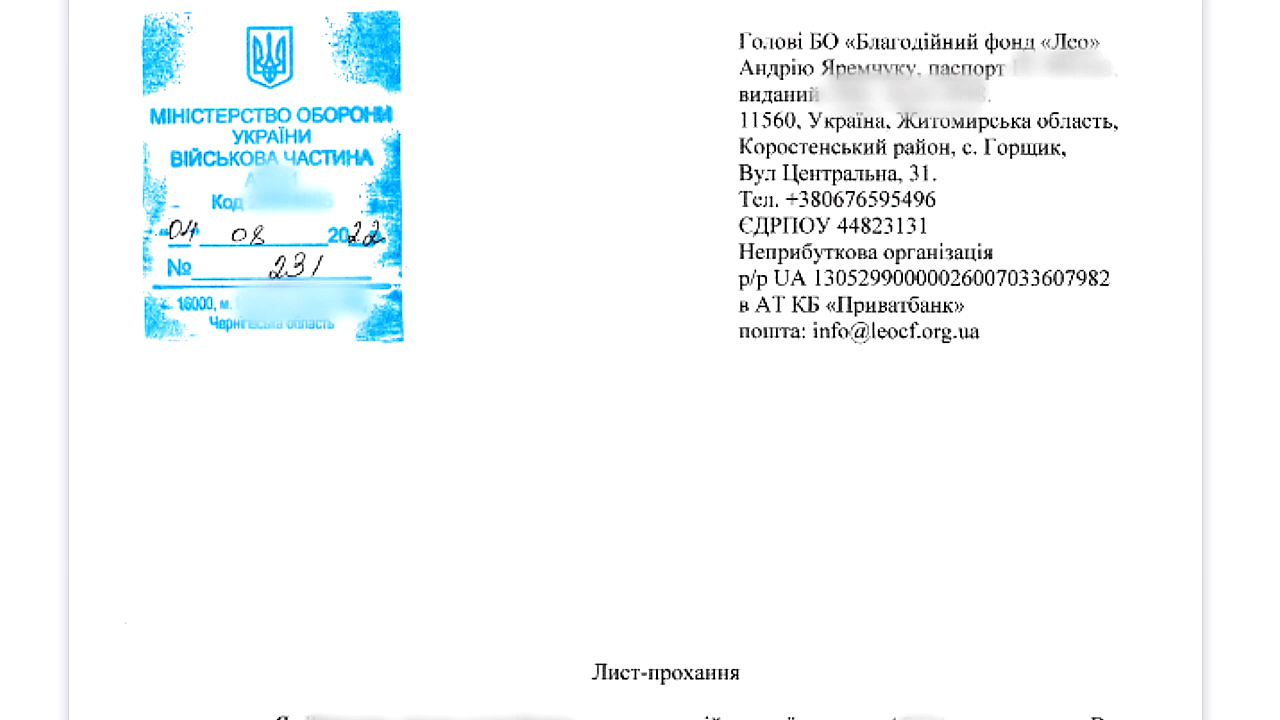 МІНІСТЕРСТВО ОБОРОНИ
УКРАЇНИ
ВІЙСЬКОВА ЧАСТИНА
Код
"04" 08 2022
№ 231
16000, м.
Чернігівська область
Голові БО «Благодійний фонд «Лео»
Андрію Яремчуку, паспорт
виданий
11560, Україна, Житомирська область,
Коростенський район, с. Горщик,
Вул Центральна, 31.
Тел. +380676595496
ЄДРПОУ 44823131
Неприбуткова організація
р/р UA 130529900000026007033607982
в АТ КБ «Приватбанк»
пошта: info@leocf.org.ua
Лист-прохання